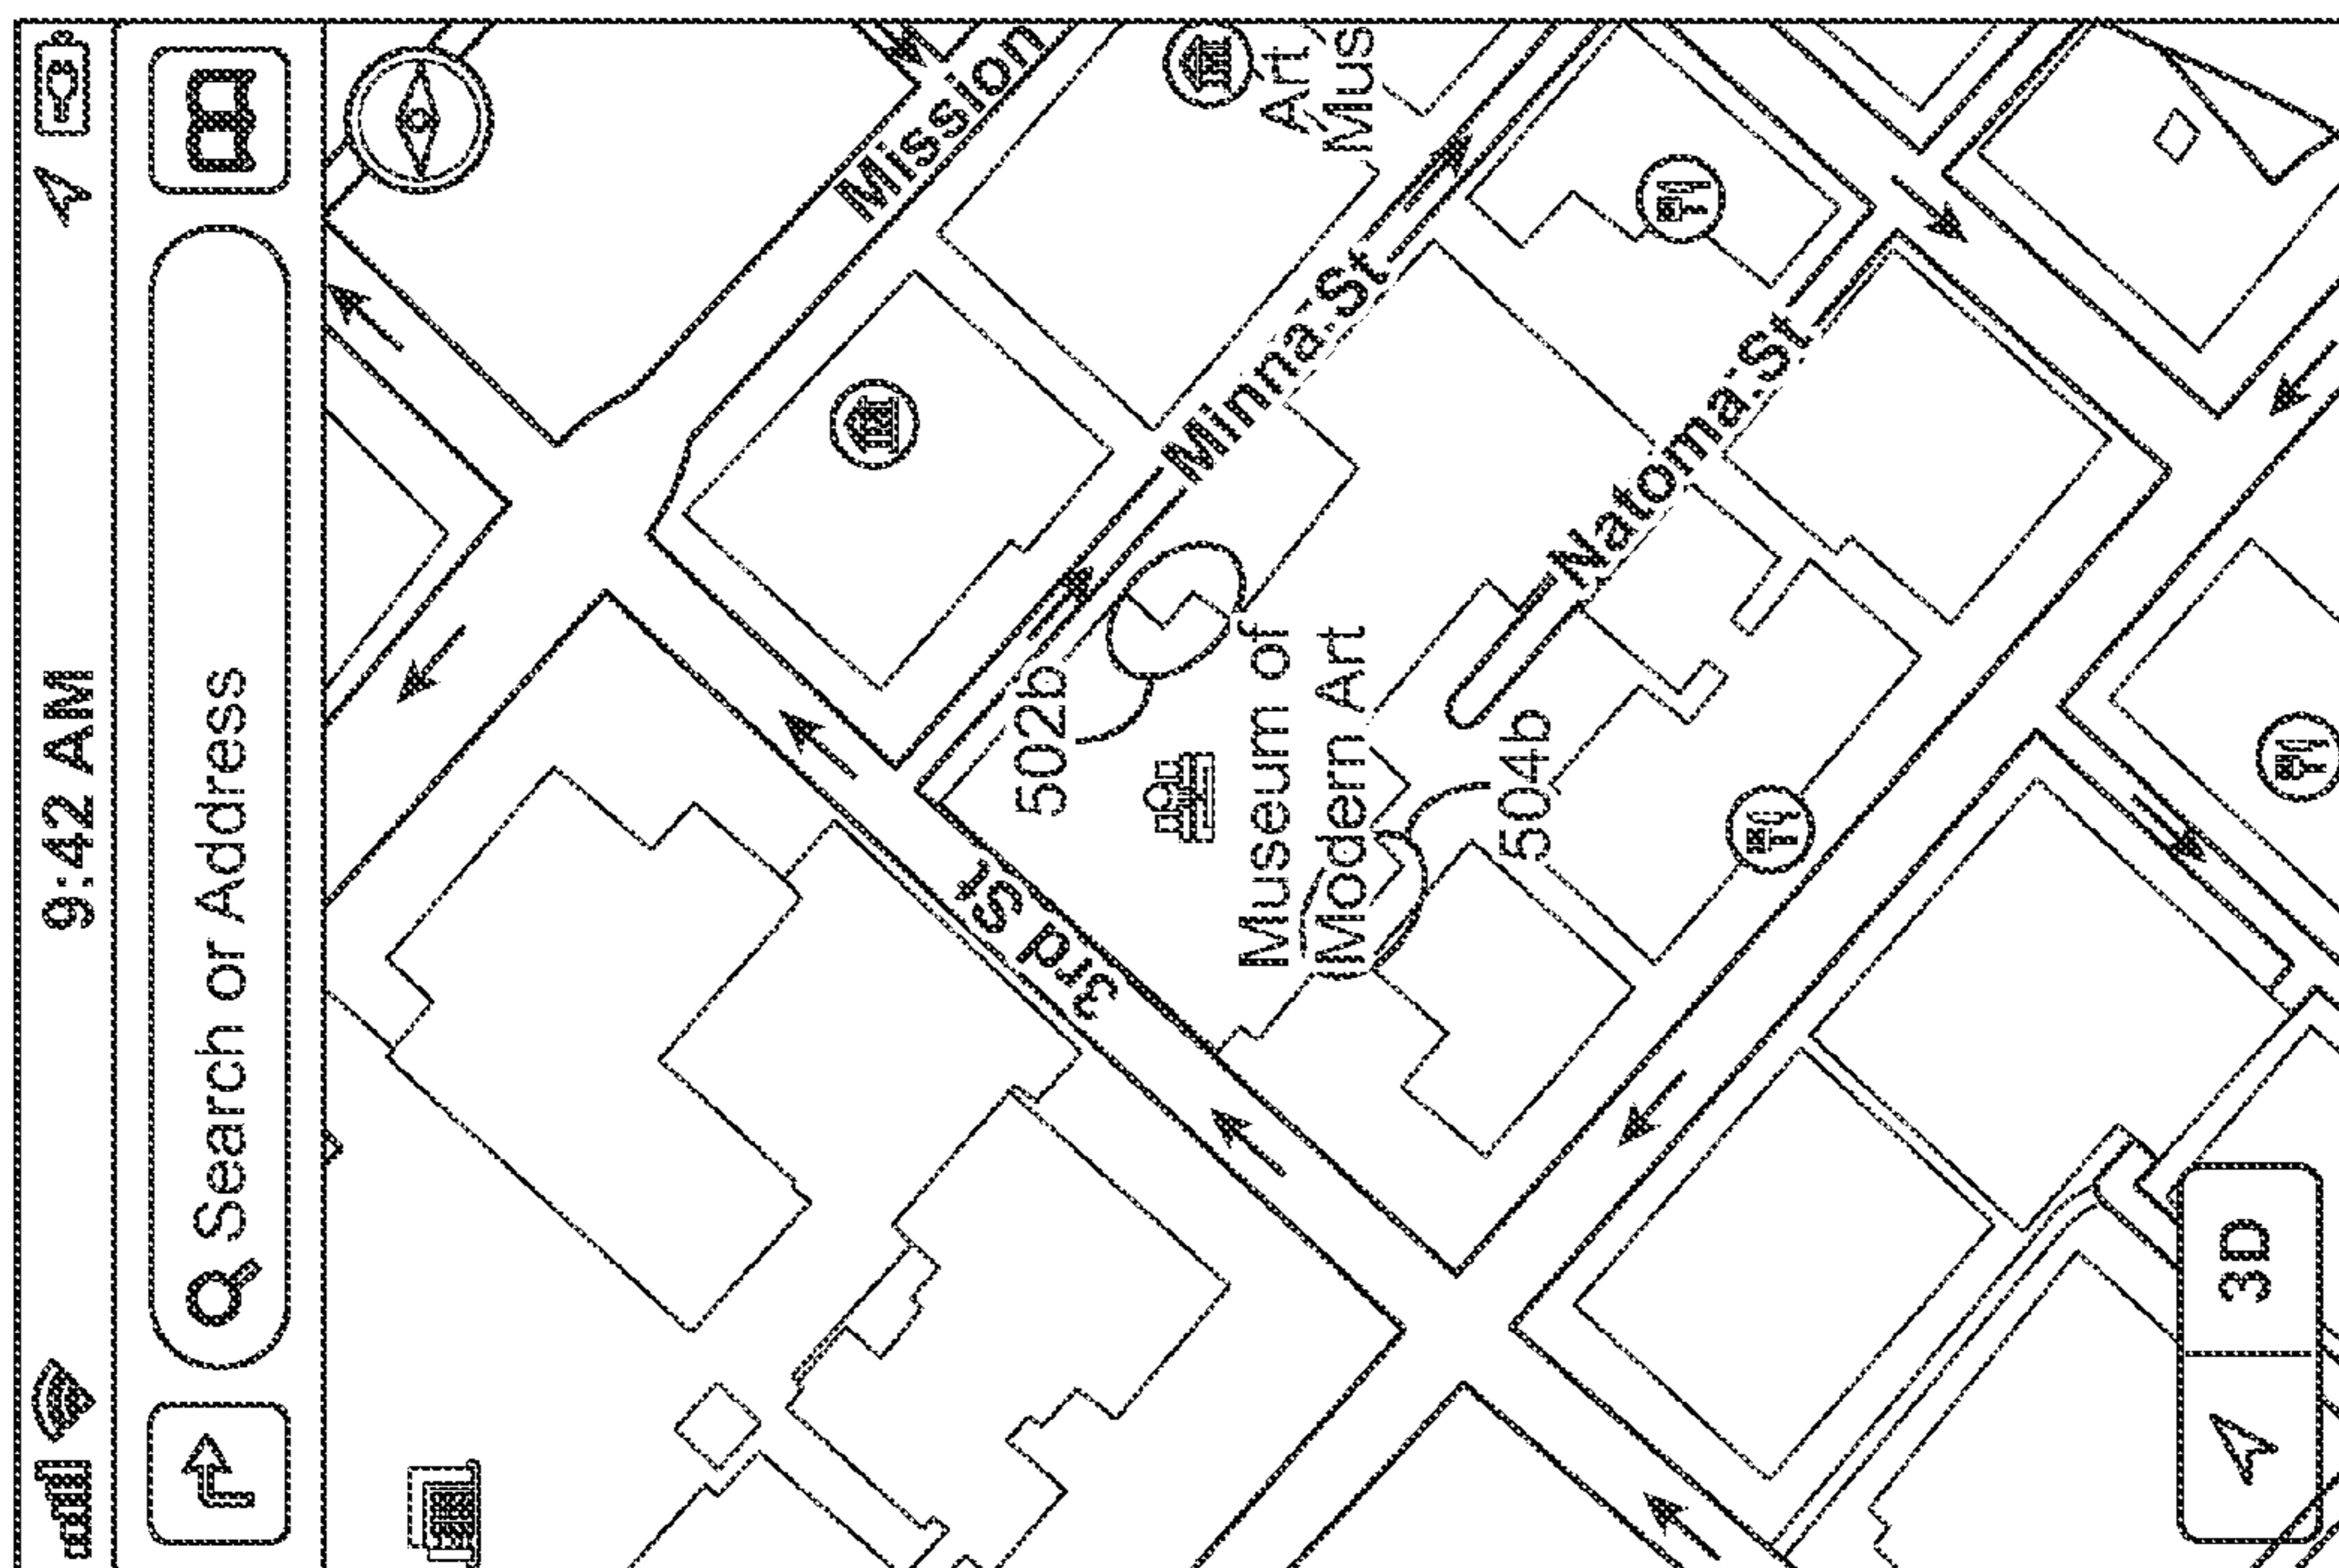 9:42 AM
Search or Address
Mission
Art
Mus
Minna St
Natoma St
502b
Museum of
Modern Art
504b
3rd St
3D